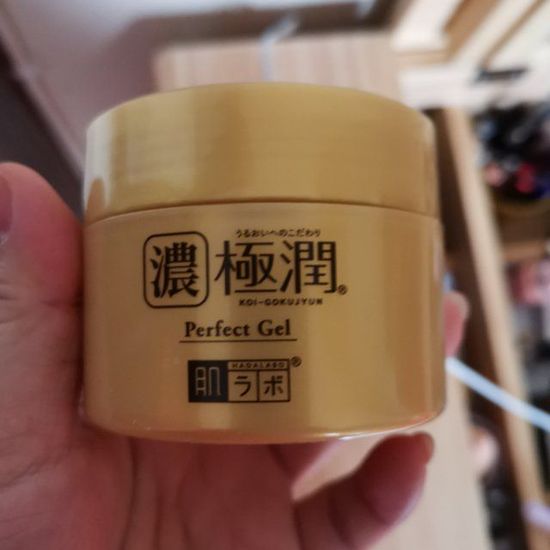 うるおいへのこだわり
濃 極潤®
KOI-GOKUJYUN
Perfect Gel
HADALABO
肌ラボ®